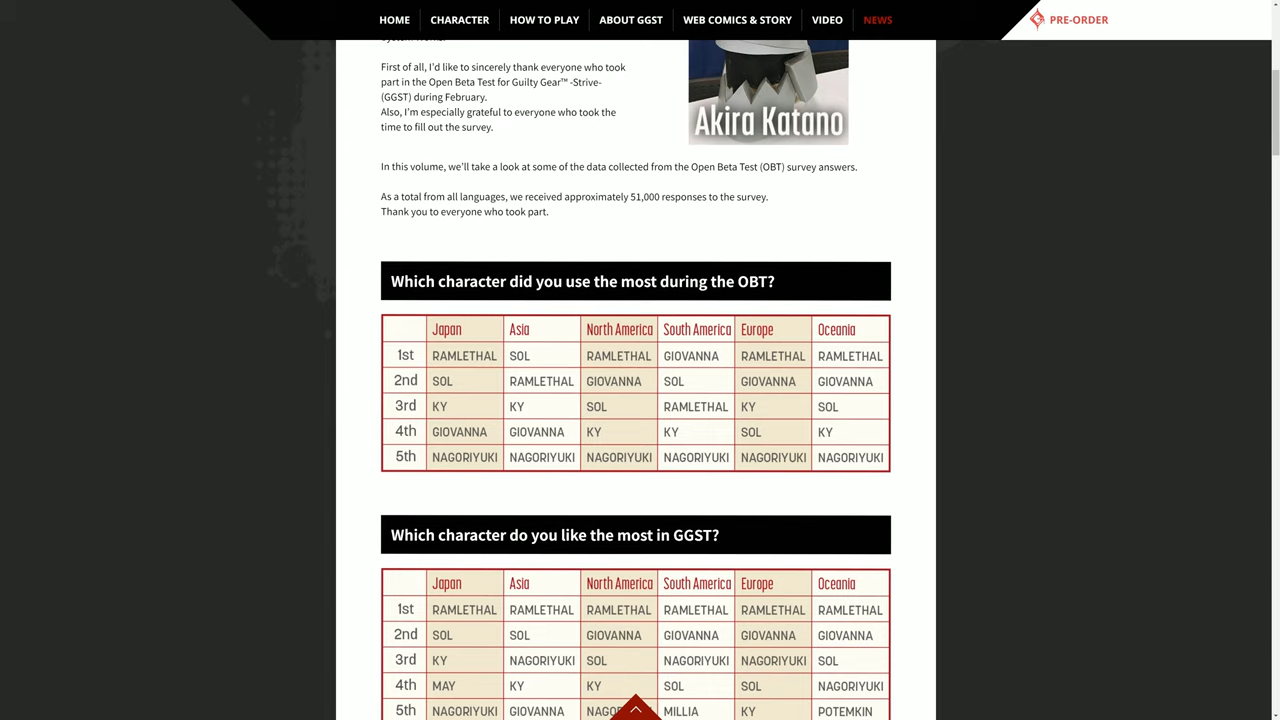 HOME CHARACTER HOW TO PLAY ABOUT GGST WEB COMICS & STORY VIDEO NEWS PRE-ORDER
First of all, I'd like to sincerely thank everyone who took
part in the Open Beta Test for Guilty Gear™ -Strive-
(GGST) during February.
Also, I'm especially grateful to everyone who took the
time to fill out the survey.
Akira Katano
In this volume, we'll take a look at some of the data collected from the Open Beta Test (OBT) survey answers.
As a total from all languages, we received approximately 51,000 responses to the survey.
Thank you to everyone who took part.
Which character did you use the most during the OBT?
Japan Asia North America South America Europe Oceania
1st RAMLETHAL SOL RAMLETHAL GIOVANNA RAMLETHAL RAMLETHAL
2nd SOL RAMLETHAL GIOVANNA SOL GIOVANNA GIOVANNA
3rd KY KY SOL RAMLETHAL KY SOL
4th GIOVANNA GIOVANNA KY KY SOL KY
5th NAGORIYUKI NAGORIYUKI NAGORIYUKI NAGORIYUKI NAGORIYUKI NAGORIYUKI
Which character do you like the most in GGST?
Japan Asia North America South America Europe Oceania
1st RAMLETHAL RAMLETHAL RAMLETHAL RAMLETHAL RAMLETHAL RAMLETHAL
2nd SOL SOL GIOVANNA GIOVANNA GIOVANNA GIOVANNA
3rd KY NAGORIYUKI SOL NAGORIYUKI NAGORIYUKI SOL
4th MAY KY KY SOL SOL NAGORIYUKI
5th NAGORIYUKI GIOVANNA MILLIA KY POTEMKIN